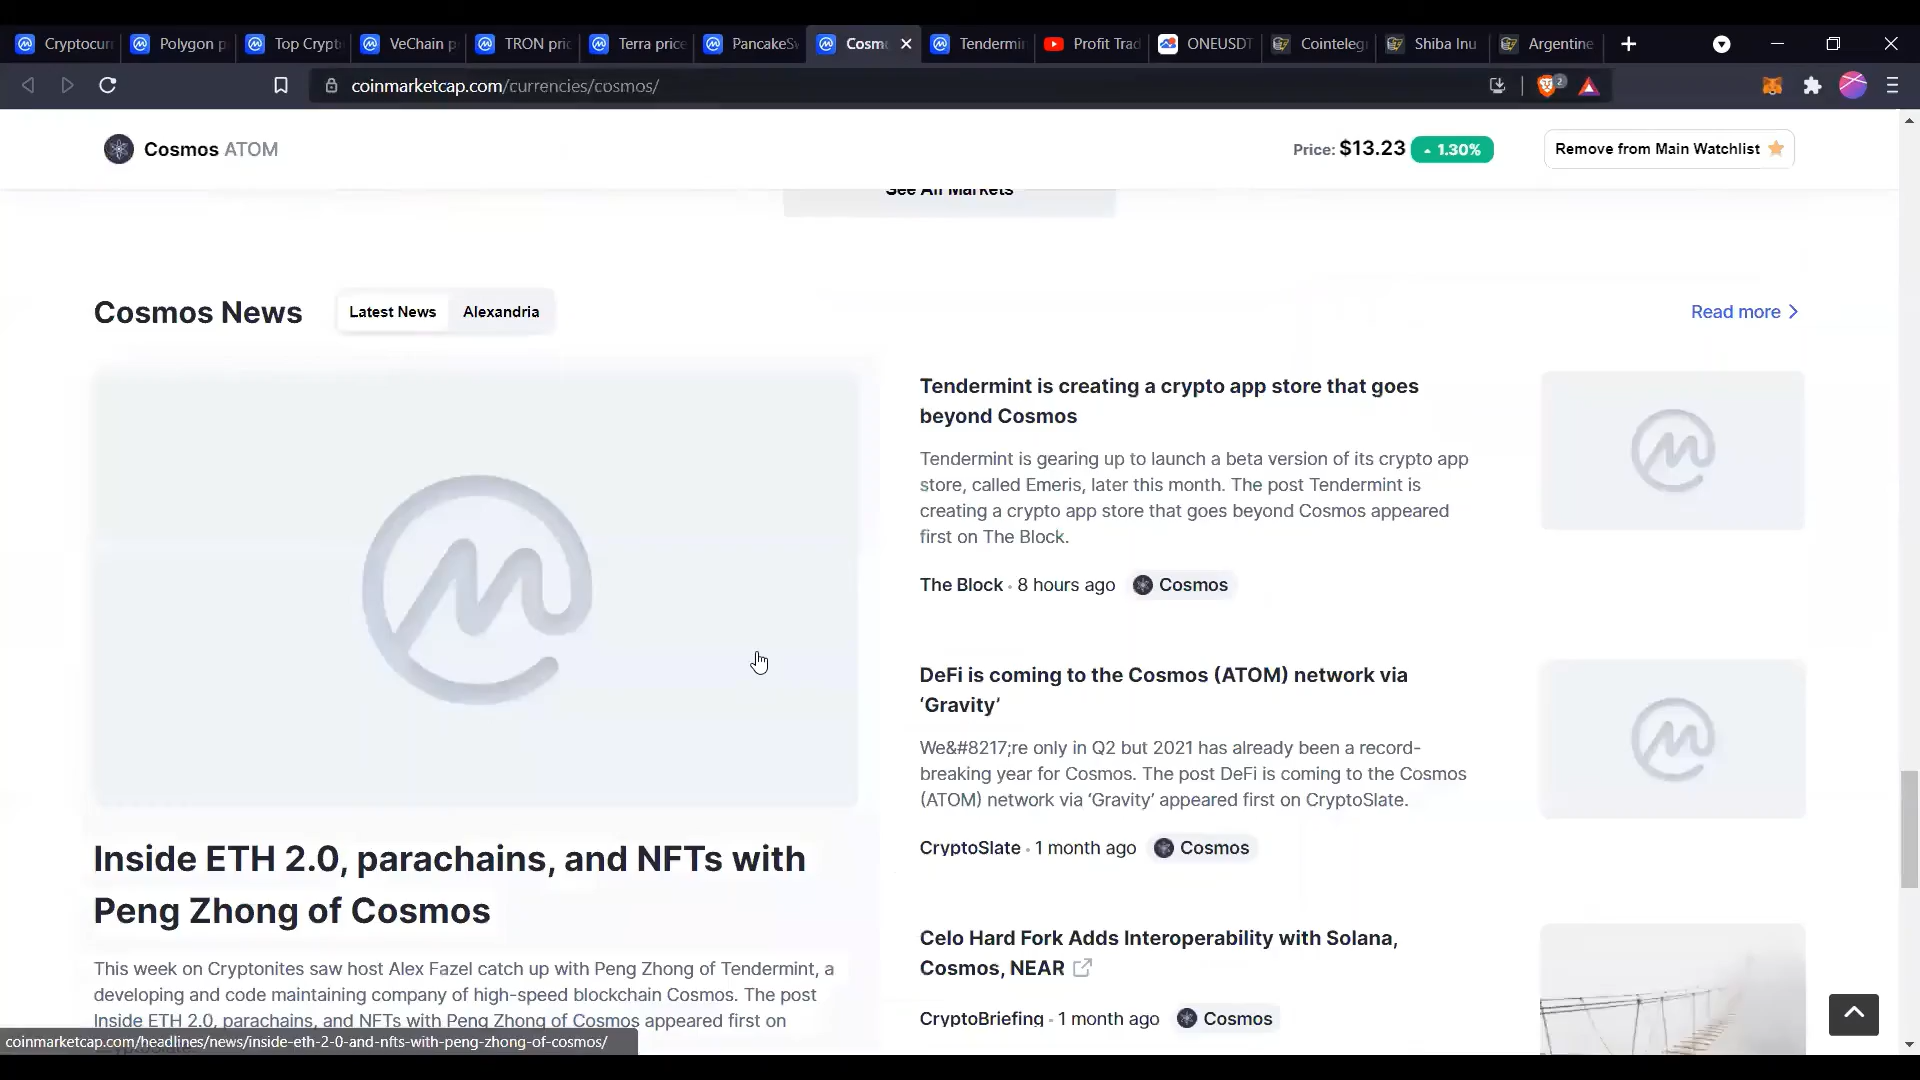 Cryptocur
Polygon p
Top Crypt
VeChain p
TRON pric
Terra price
PancakeSw
Cosmo
Tendermin
Profit Trad
ONEUSDT
Cointelegr
Shiba Inu
Argentine
coinmarketcap.com/currencies/cosmos/
2
Cosmos ATOM
Price: $13.23 1.30%
Remove from Main Watchlist
See All Markets
Cosmos News
Latest News
Alexandria
Read more
Tendermint is creating a crypto app store that goes
beyond Cosmos
Tendermint is gearing up to launch a beta version of its crypto app
store, called Emeris, later this month. The post Tendermint is
creating a crypto app store that goes beyond Cosmos appeared
first on The Block.
The Block · 8 hours ago Cosmos
DeFi is coming to the Cosmos (ATOM) network via
‘Gravity’
We&#8217;re only in Q2 but 2021 has already been a record-
breaking year for Cosmos. The post DeFi is coming to the Cosmos
(ATOM) network via ‘Gravity’ appeared first on CryptoSlate.
CryptoSlate · 1 month ago Cosmos
Inside ETH 2.0, parachains, and NFTs with
Peng Zhong of Cosmos
This week on Cryptonites saw host Alex Fazel catch up with Peng Zhong of Tendermint, a
developing and code maintaining company of high-speed blockchain Cosmos. The post
Inside ETH 2.0, parachains, and NFTs with Peng Zhong of Cosmos appeared first on
Celo Hard Fork Adds Interoperability with Solana,
Cosmos, NEAR
CryptoBriefing · 1 month ago Cosmos
coinmarketcap.com/headlines/news/inside-eth-2-0-and-nfts-with-peng-zhong-of-cosmos/